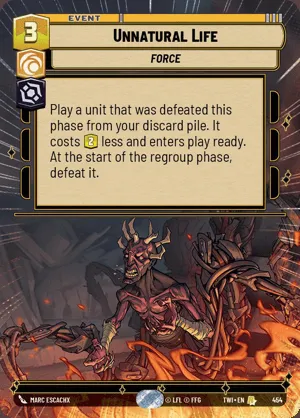 EVENT
3
UNNATURAL LIFE
FORCE
Play a unit that was defeated this
phase from your discard pile. It
costs 2 less and enters play ready.
At the start of the regroup phase,
defeat it.
MARC ESCACHX
© LFL © FFG
TWI • EN
454